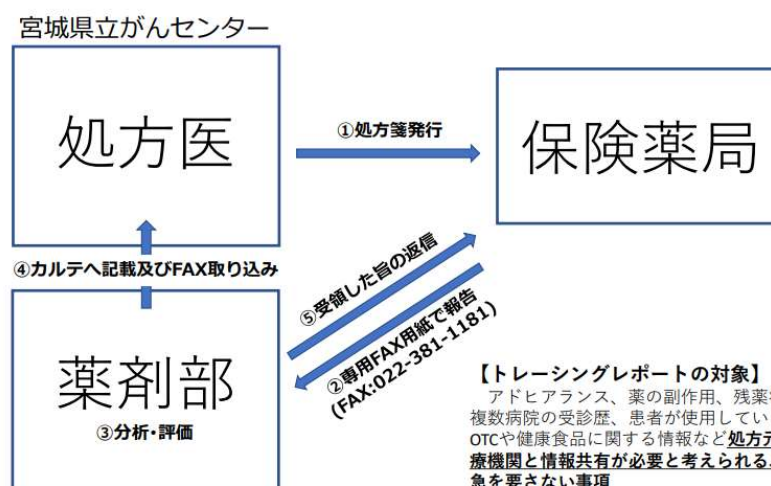 宮城県立がんセンター
処方医
①処方箋発行
保険薬局
④カルテへ記載及びFAX取り込み
⑤受領した旨の返信
②専用FAX用紙で報告
(FAX:022-381-1181)
薬剤部
③分析・評価
【トレーシングレポートの対象】
アドヒアランス、薬の副作用、残薬
複数病院の受診歴、患者が使用してい
OTCや健康食品に関する情報など処方
療機関と情報共有が必要と考えられる
急を要さない事項